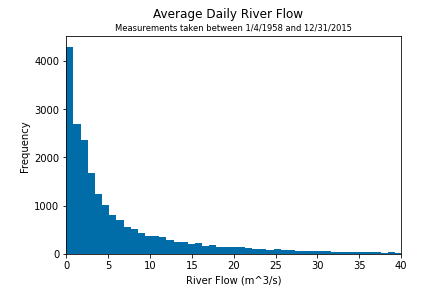 Average Daily River Flow
Measurements taken between 1/4/1958 and 12/31/2015
Frequency
4000
3000
2000
1000
0
0 5 10 15 20 25 30 35 40
River Flow (m^3/s)